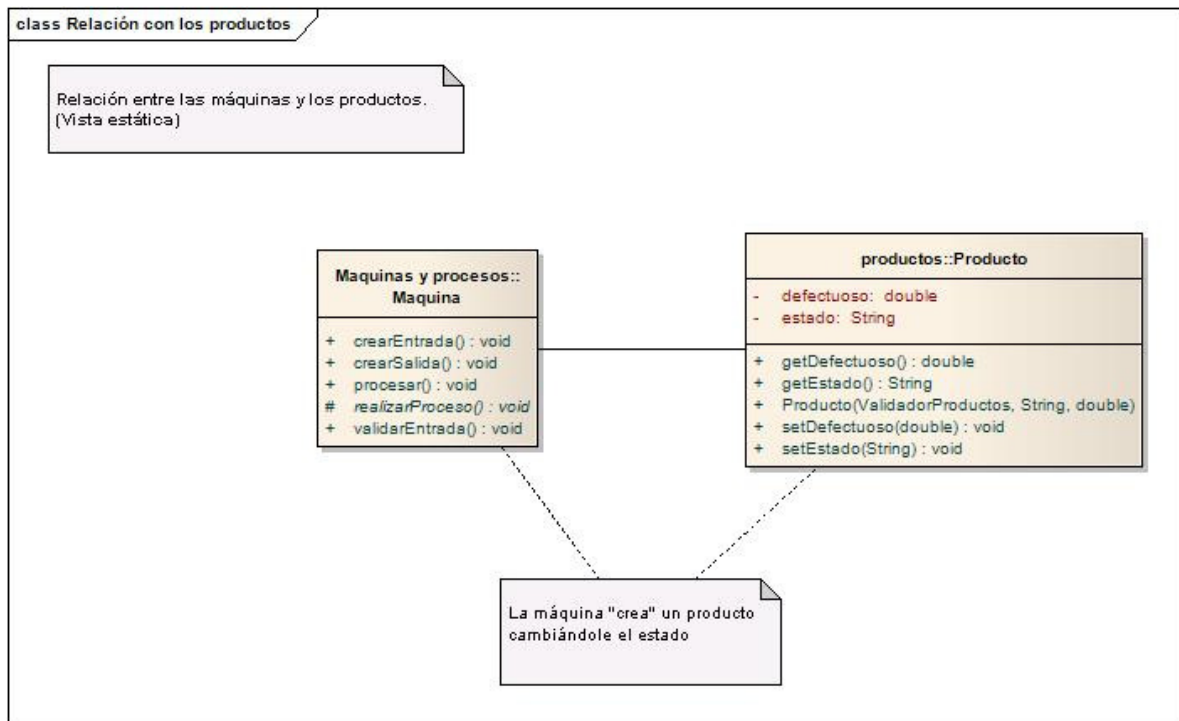 class Relación con los productos
Relación entre las máquinas y los productos.
(Vista estática)
Maquinas y procesos::
Maquina
+ crearEntrada() : void
+ crearSalida() : void
+ procesar() : void
# realizarProceso() : void
+ validarEntrada() : void
productos::Producto
- defectuoso: double
- estado: String
+ getDefectuoso() : double
+ getEstado() : String
+ Producto(ValidadorProductos, String, double)
+ setDefectuoso(double) : void
+ setEstado(String) : void
La máquina "crea" un producto
cambiándole el estado